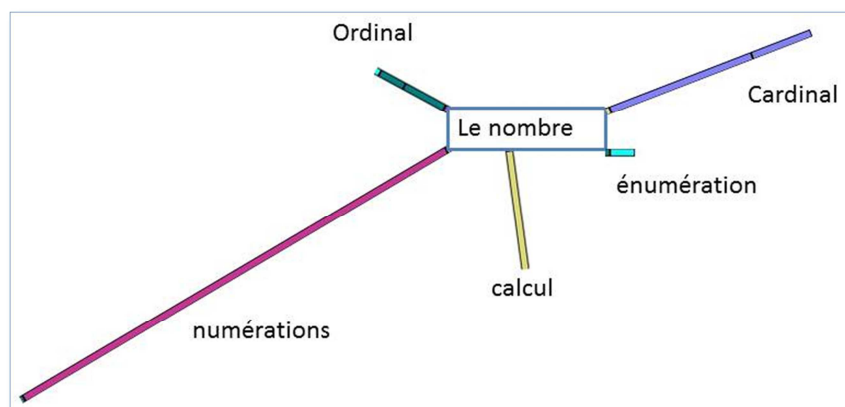 Ordinal
Cardinal
Le nombre
énumération
calcul
numérations